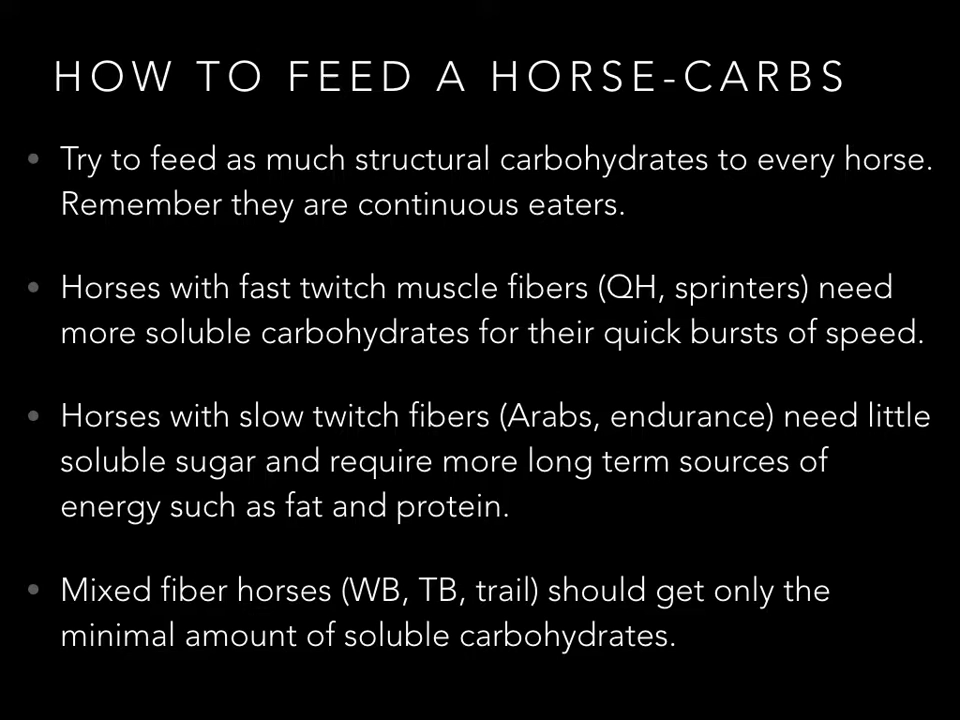 HOW TO FEED A HORSE-CARBS
• Try to feed as much structural carbohydrates to every horse.
Remember they are continuous eaters.
• Horses with fast twitch muscle fibers (QH, sprinters) need
more soluble carbohydrates for their quick bursts of speed.
• Horses with slow twitch fibers (Arabs, endurance) need little
soluble sugar and require more long term sources of
energy such as fat and protein.
• Mixed fiber horses (WB, TB, trail) should get only the
minimal amount of soluble carbohydrates.